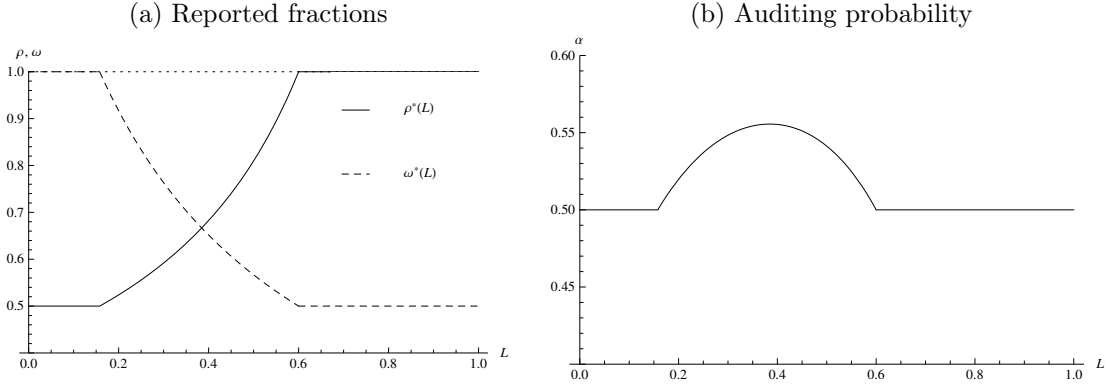 (a) Reported fractions
ρ, ω
1.0
0.9
0.8
0.7
0.6
0.5
ρ*(L)
ω*(L)
0.0 0.2 0.4 0.6 0.8 1.0
L
(b) Auditing probability
α
0.60
0.55
0.50
0.45
0.0 0.2 0.4 0.6 0.8 1.0
L